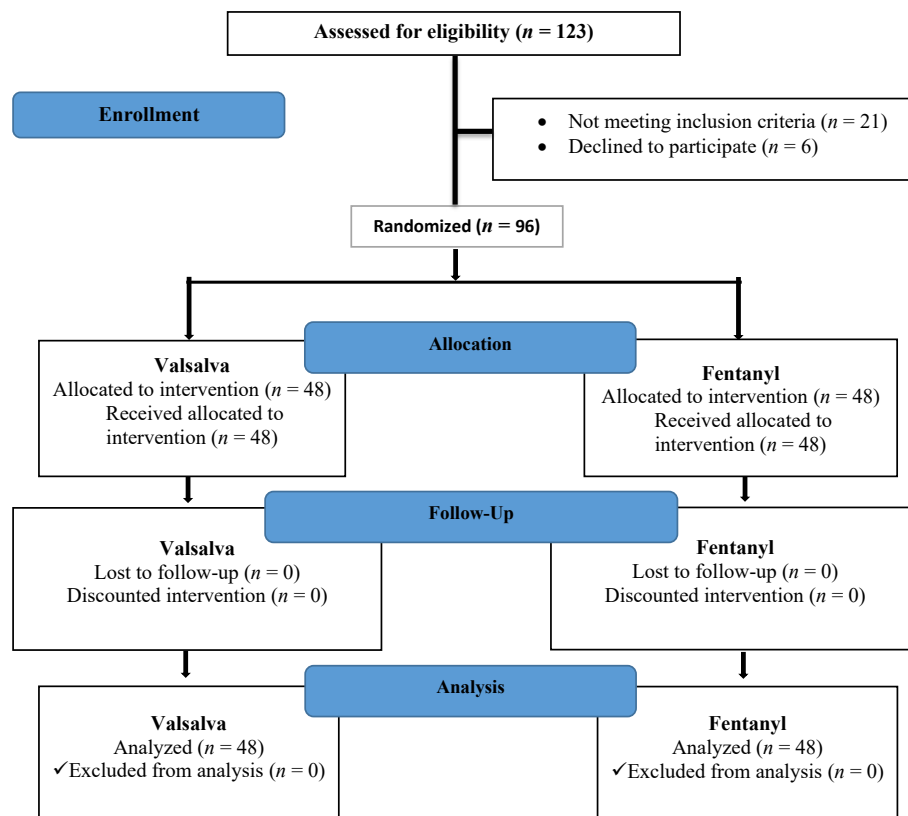 Assessed for eligibility (n = 123)
Enrollment
• Not meeting inclusion criteria (n = 21)
• Declined to participate (n = 6)
Randomized (n = 96)
Allocation
Valsalva
Allocated to intervention (n = 48)
Received allocated to
intervention (n = 48)
Fentanyl
Allocated to intervention (n = 48)
Received allocated to
intervention (n = 48)
Follow-Up
Valsalva
Lost to follow-up (n = 0)
Discounted intervention (n = 0)
Fentanyl
Lost to follow-up (n = 0)
Discounted intervention (n = 0)
Analysis
Valsalva
Analyzed (n = 48)
✓Excluded from analysis (n = 0)
Fentanyl
Analyzed (n = 48)
✓Excluded from analysis (n = 0)